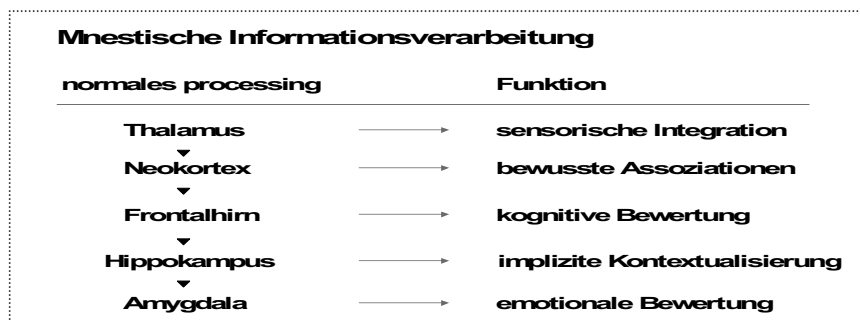 Mnestische Informationsverarbeitung
normales processing Funktion
Thalamus sensorische Integration
Neokortex bewusste Assoziationen
Frontalhirn kognitive Bewertung
Hippokampus implizite Kontextualisierung
Amygdala emotionale Bewertung